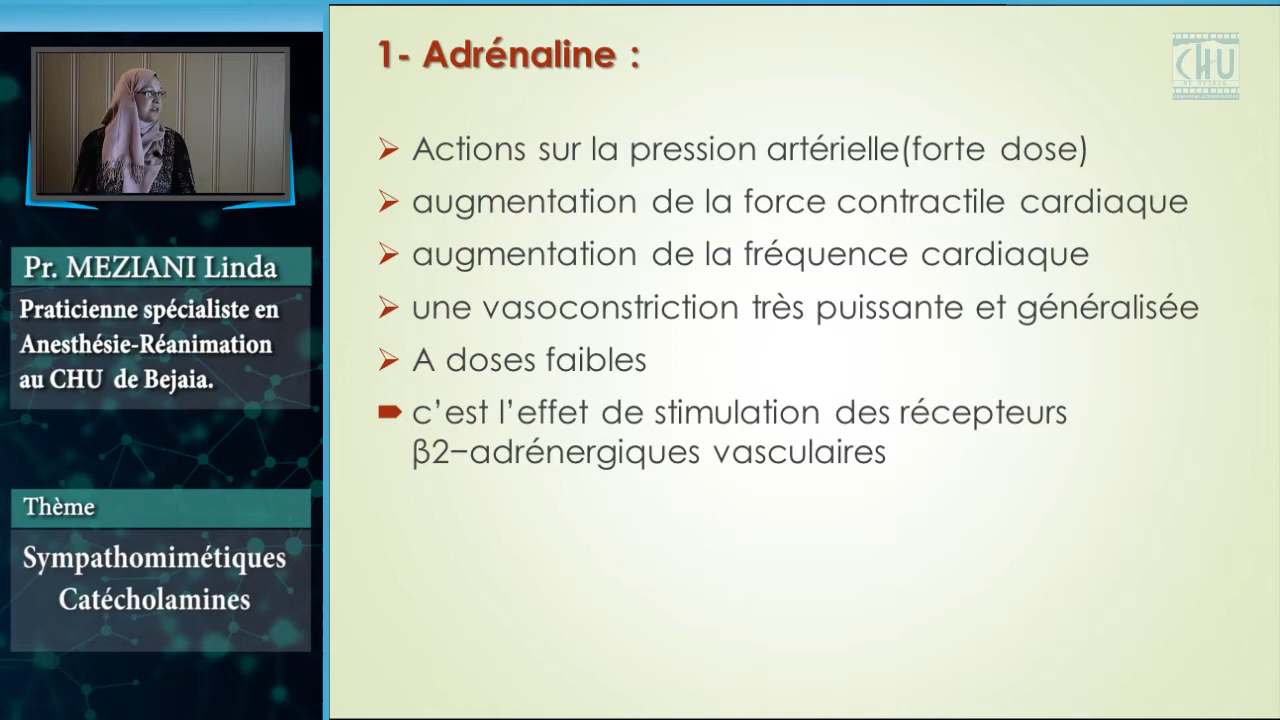 Pr. MEZIANI Linda
Praticienne spécialiste en
Anesthésie-Réanimation
au CHU de Bejaia.
Thème
Sympathomimétiques
Catécholamines
1- Adrénaline :
Actions sur la pression artérielle(forte dose)
augmentation de la force contractile cardiaque
augmentation de la fréquence cardiaque
une vasoconstriction très puissante et généralisée
A doses faibles
c’est l’effet de stimulation des récepteurs
β2–adrénergiques vasculaires
CHU
DE BEJAIA